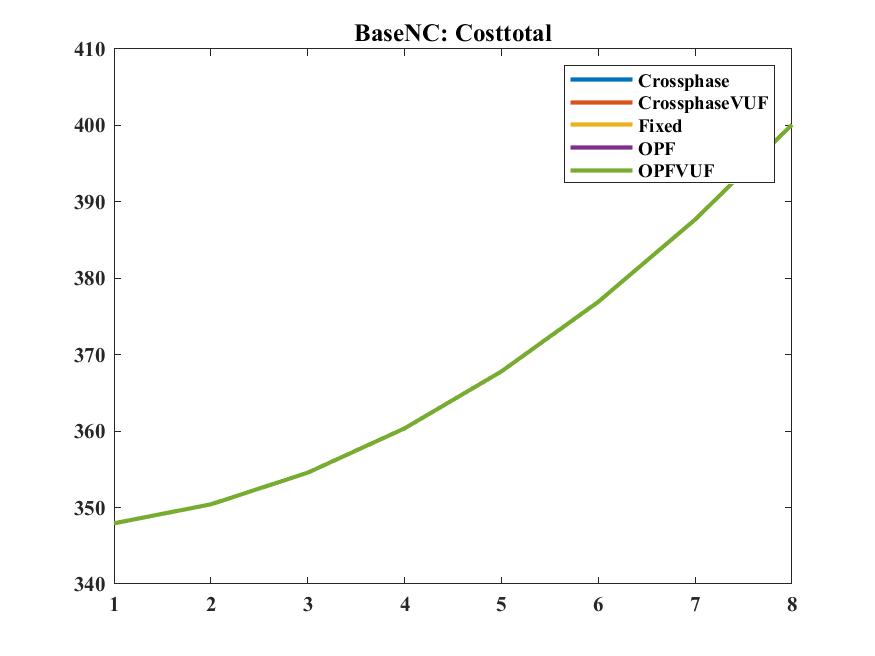 BaseNC: Costtotal
410
400
390
380
370
360
350
340
Crossphase
CrossphaseVUF
Fixed
OPF
OPFVUF
1 2 3 4 5 6 7 8